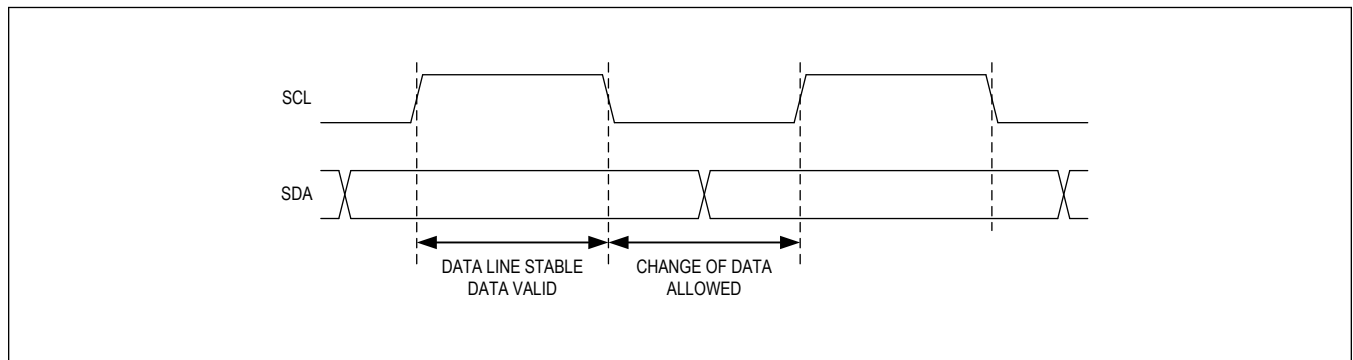 SCL
SDA
DATA LINE STABLE
DATA VALID
CHANGE OF DATA
ALLOWED